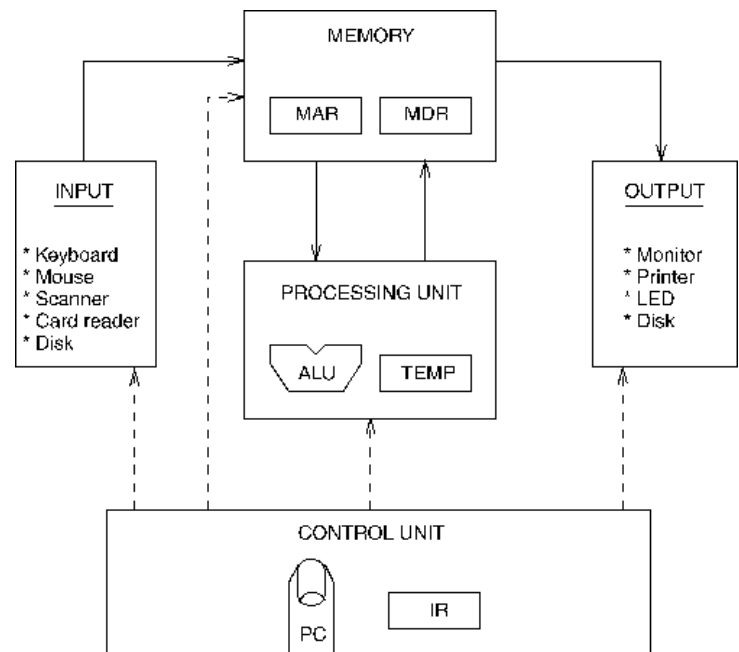 MEMORY
MAR MDR
INPUT
* Keyboard
* Mouse
* Scanner
* Card reader
* Disk
OUTPUT
* Monitor
* Printer
* LED
* Disk
PROCESSING UNIT
ALU TEMP
CONTROL UNIT
IR
PC